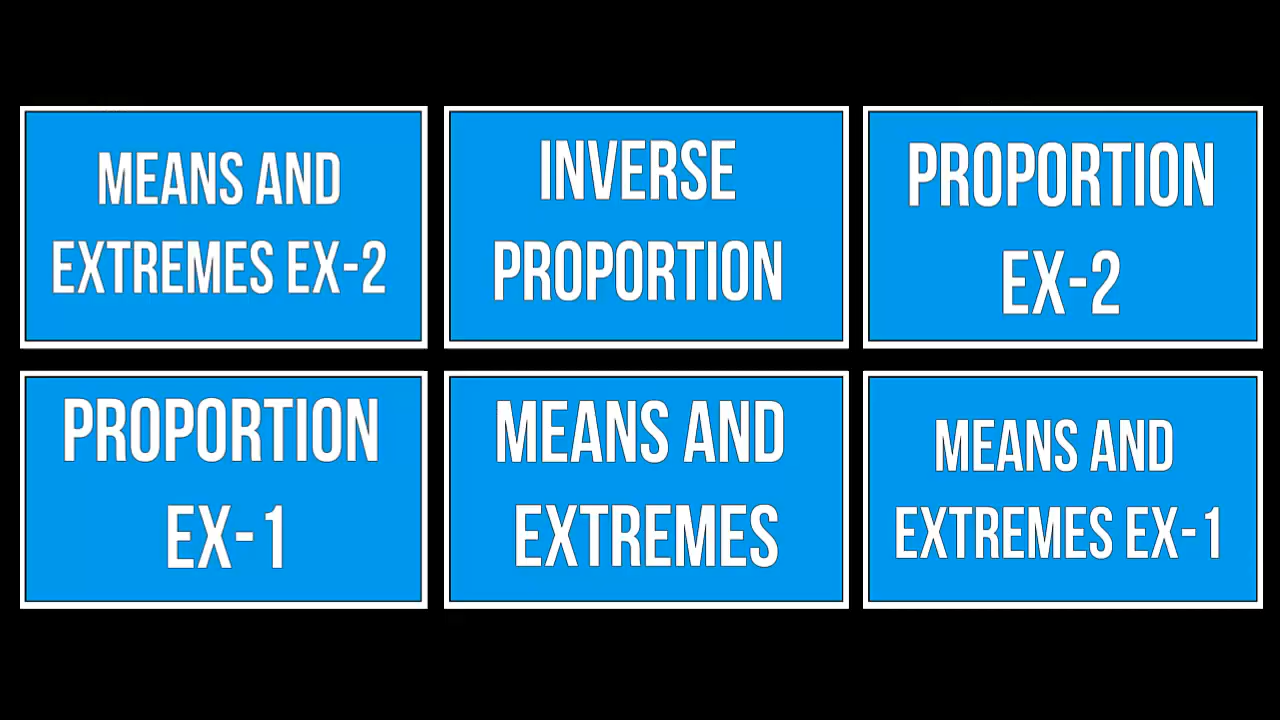 MEANS AND
EXTREMES EX-2
INVERSE
PROPORTION
PROPORTION
EX-2
PROPORTION
EX-1
MEANS AND
EXTREMES
MEANS AND
EXTREMES EX-1